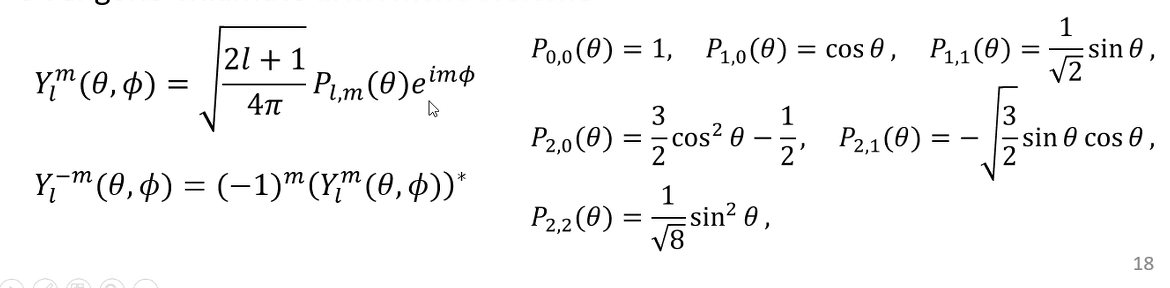 Y_l^m(θ, ϕ) = √((2l + 1)/(4π)) P_{l,m}(θ)e^{imϕ}
Y_l^{−m}(θ, ϕ) = (−1)^m (Y_l^m(θ, ϕ))^*
P_{0,0}(θ) = 1, P_{1,0}(θ) = cos θ , P_{1,1}(θ) = (1/√2) sin θ ,
P_{2,0}(θ) = (3/2) cos² θ − 1/2, P_{2,1}(θ) = −√(3/2) sin θ cos θ ,
P_{2,2}(θ) = (1/√8) sin² θ ,
18